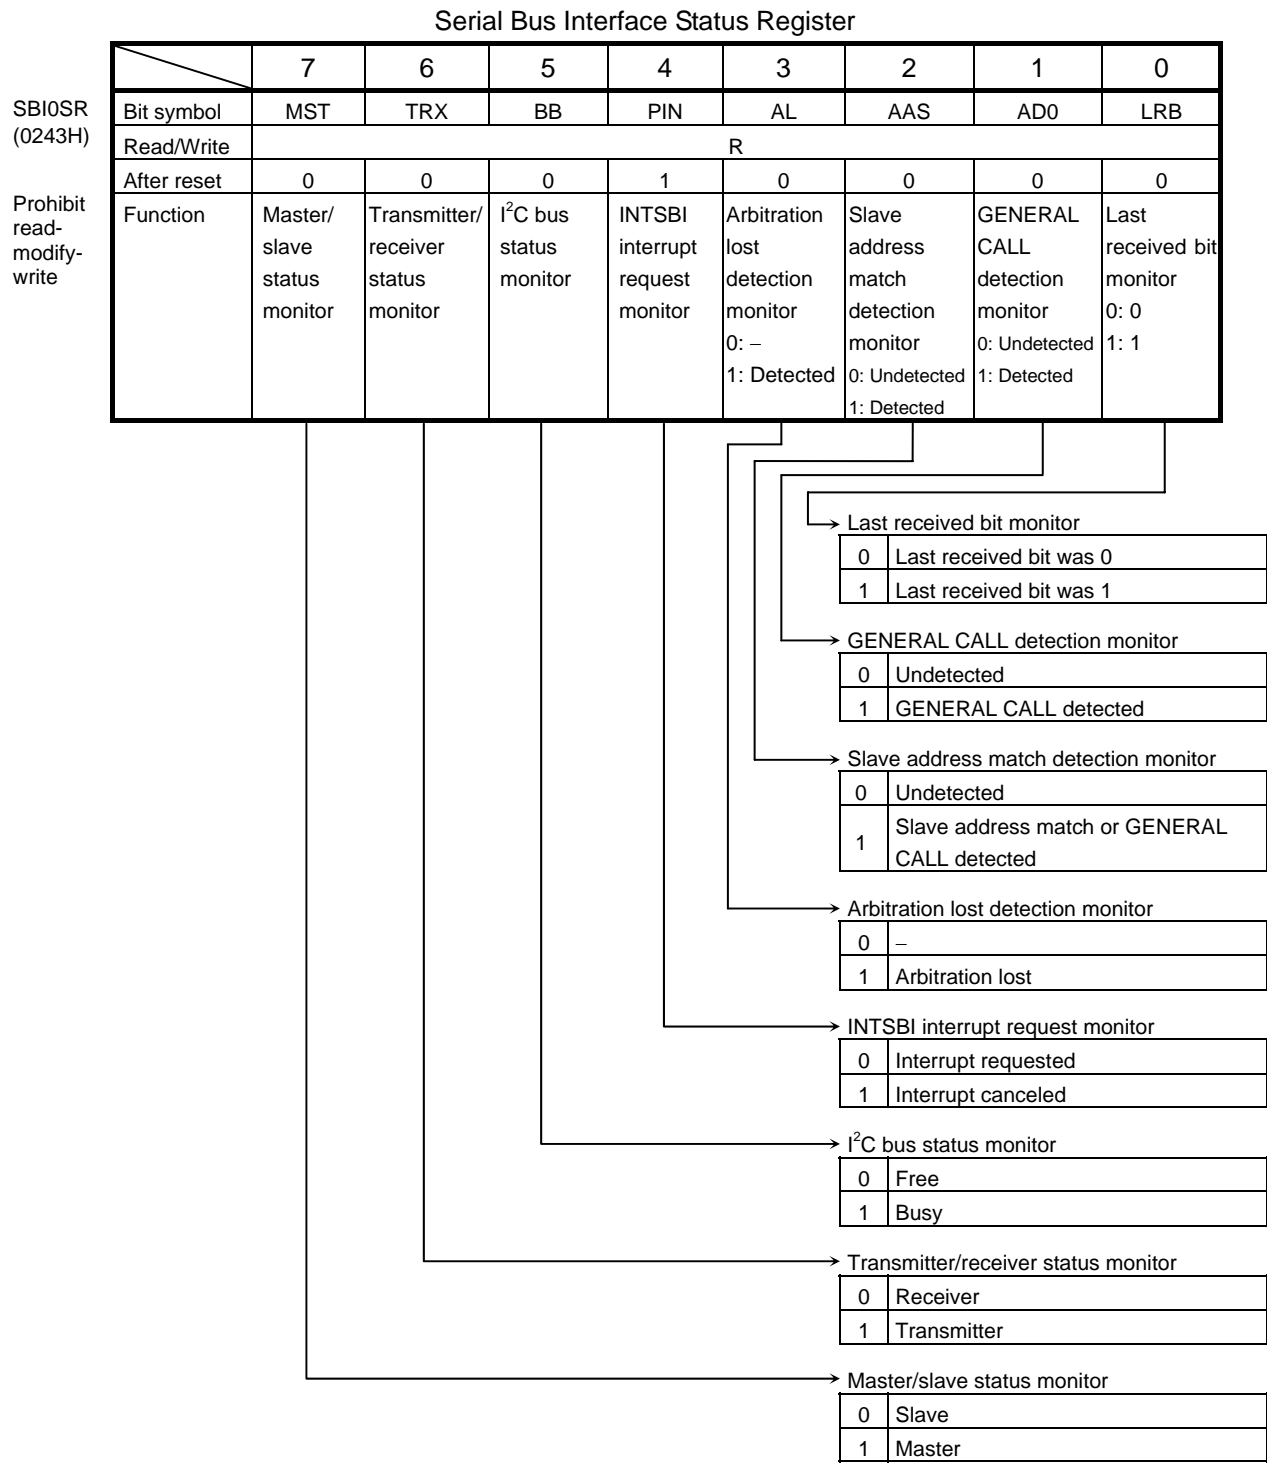 Serial Bus Interface Status Register
7 6 5 4 3 2 1 0
SBI0SR
(0243H)
Bit symbol MST TRX BB PIN AL AAS AD0 LRB
Read/Write R
After reset 0 0 0 1 0 0 0 0
Prohibit
read-
modify-
write
Function
Master/
slave
status
monitor
Transmitter/
receiver
status
monitor
I²C bus
status
monitor
INTSBI
interrupt
request
monitor
Arbitration
lost
detection
monitor
0: −
1: Detected
Slave
address
match
detection
monitor
0: Undetected
1: Detected
GENERAL
CALL
detection
monitor
0: Undetected
1: Detected
Last
received bit
monitor
0: 0
1: 1
Last received bit monitor
0 Last received bit was 0
1 Last received bit was 1
GENERAL CALL detection monitor
0 Undetected
1 GENERAL CALL detected
Slave address match detection monitor
0 Undetected
1 Slave address match or GENERAL
CALL detected
Arbitration lost detection monitor
0 −
1 Arbitration lost
INTSBI interrupt request monitor
0 Interrupt requested
1 Interrupt canceled
I²C bus status monitor
0 Free
1 Busy
Transmitter/receiver status monitor
0 Receiver
1 Transmitter
Master/slave status monitor
0 Slave
1 Master